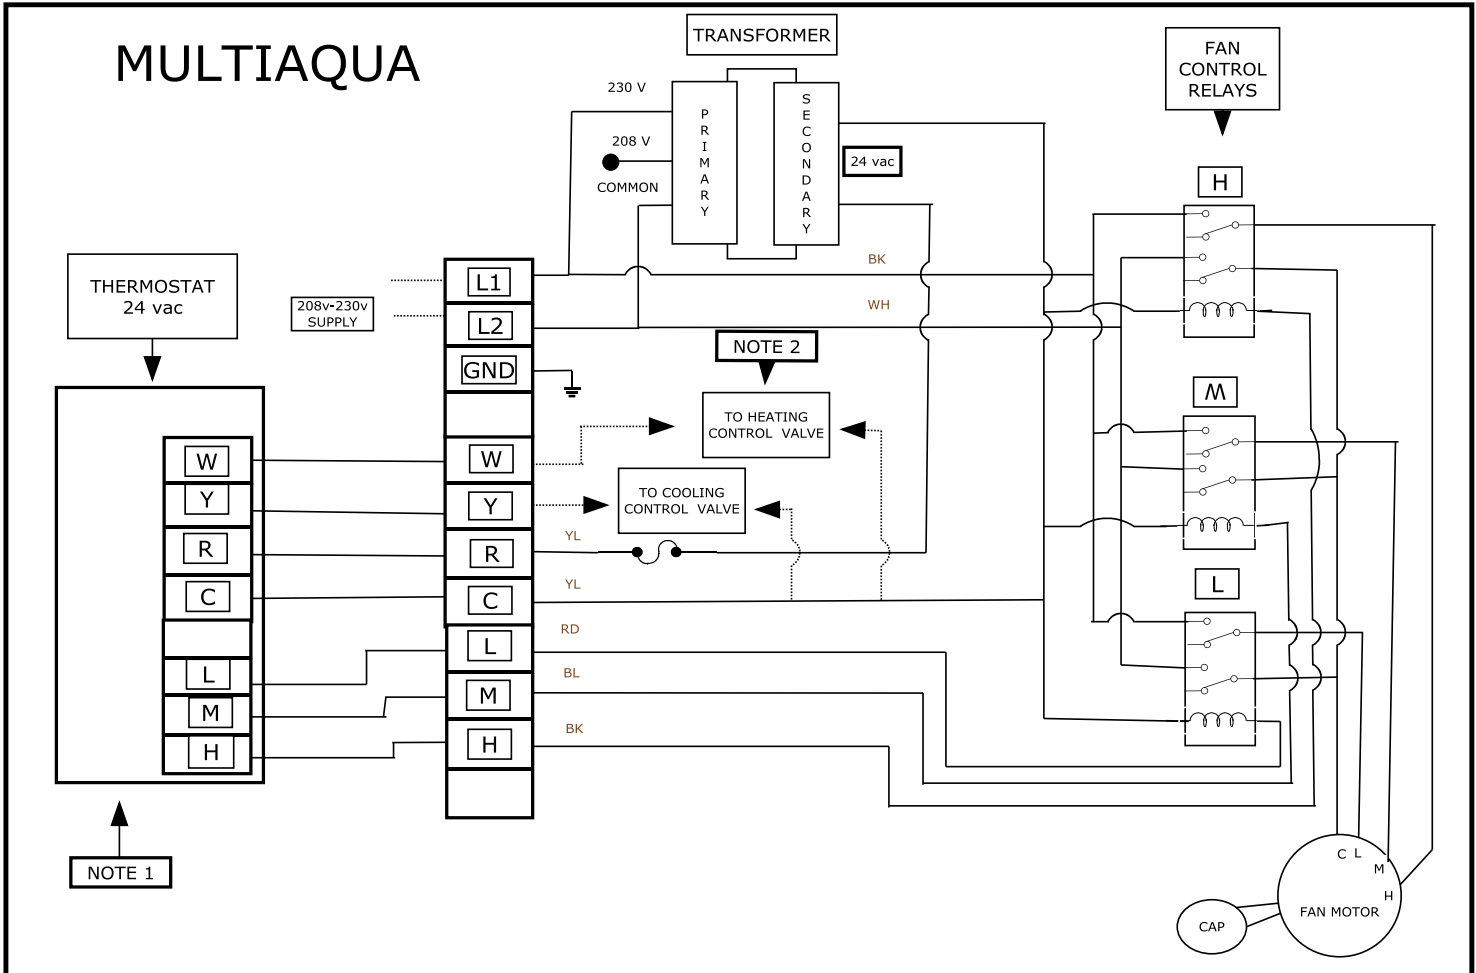 MULTIAQUA
TRANSFORMER
FAN
CONTROL
RELAYS
230 V
208 V
COMMON
PRIMARY
SECONDARY
24 vac
H
THERMOSTAT
24 vac
208v-230v
SUPPLY
L1
L2
GND
BK
WH
NOTE 2
TO HEATING
CONTROL VALVE
M
W
Y
R
C
L
M
H
W
Y
R
C
L
M
H
TO COOLING
CONTROL VALVE
YL
YL
RD
BL
BK
L
NOTE 1
C L
M
H
FAN MOTOR
CAP